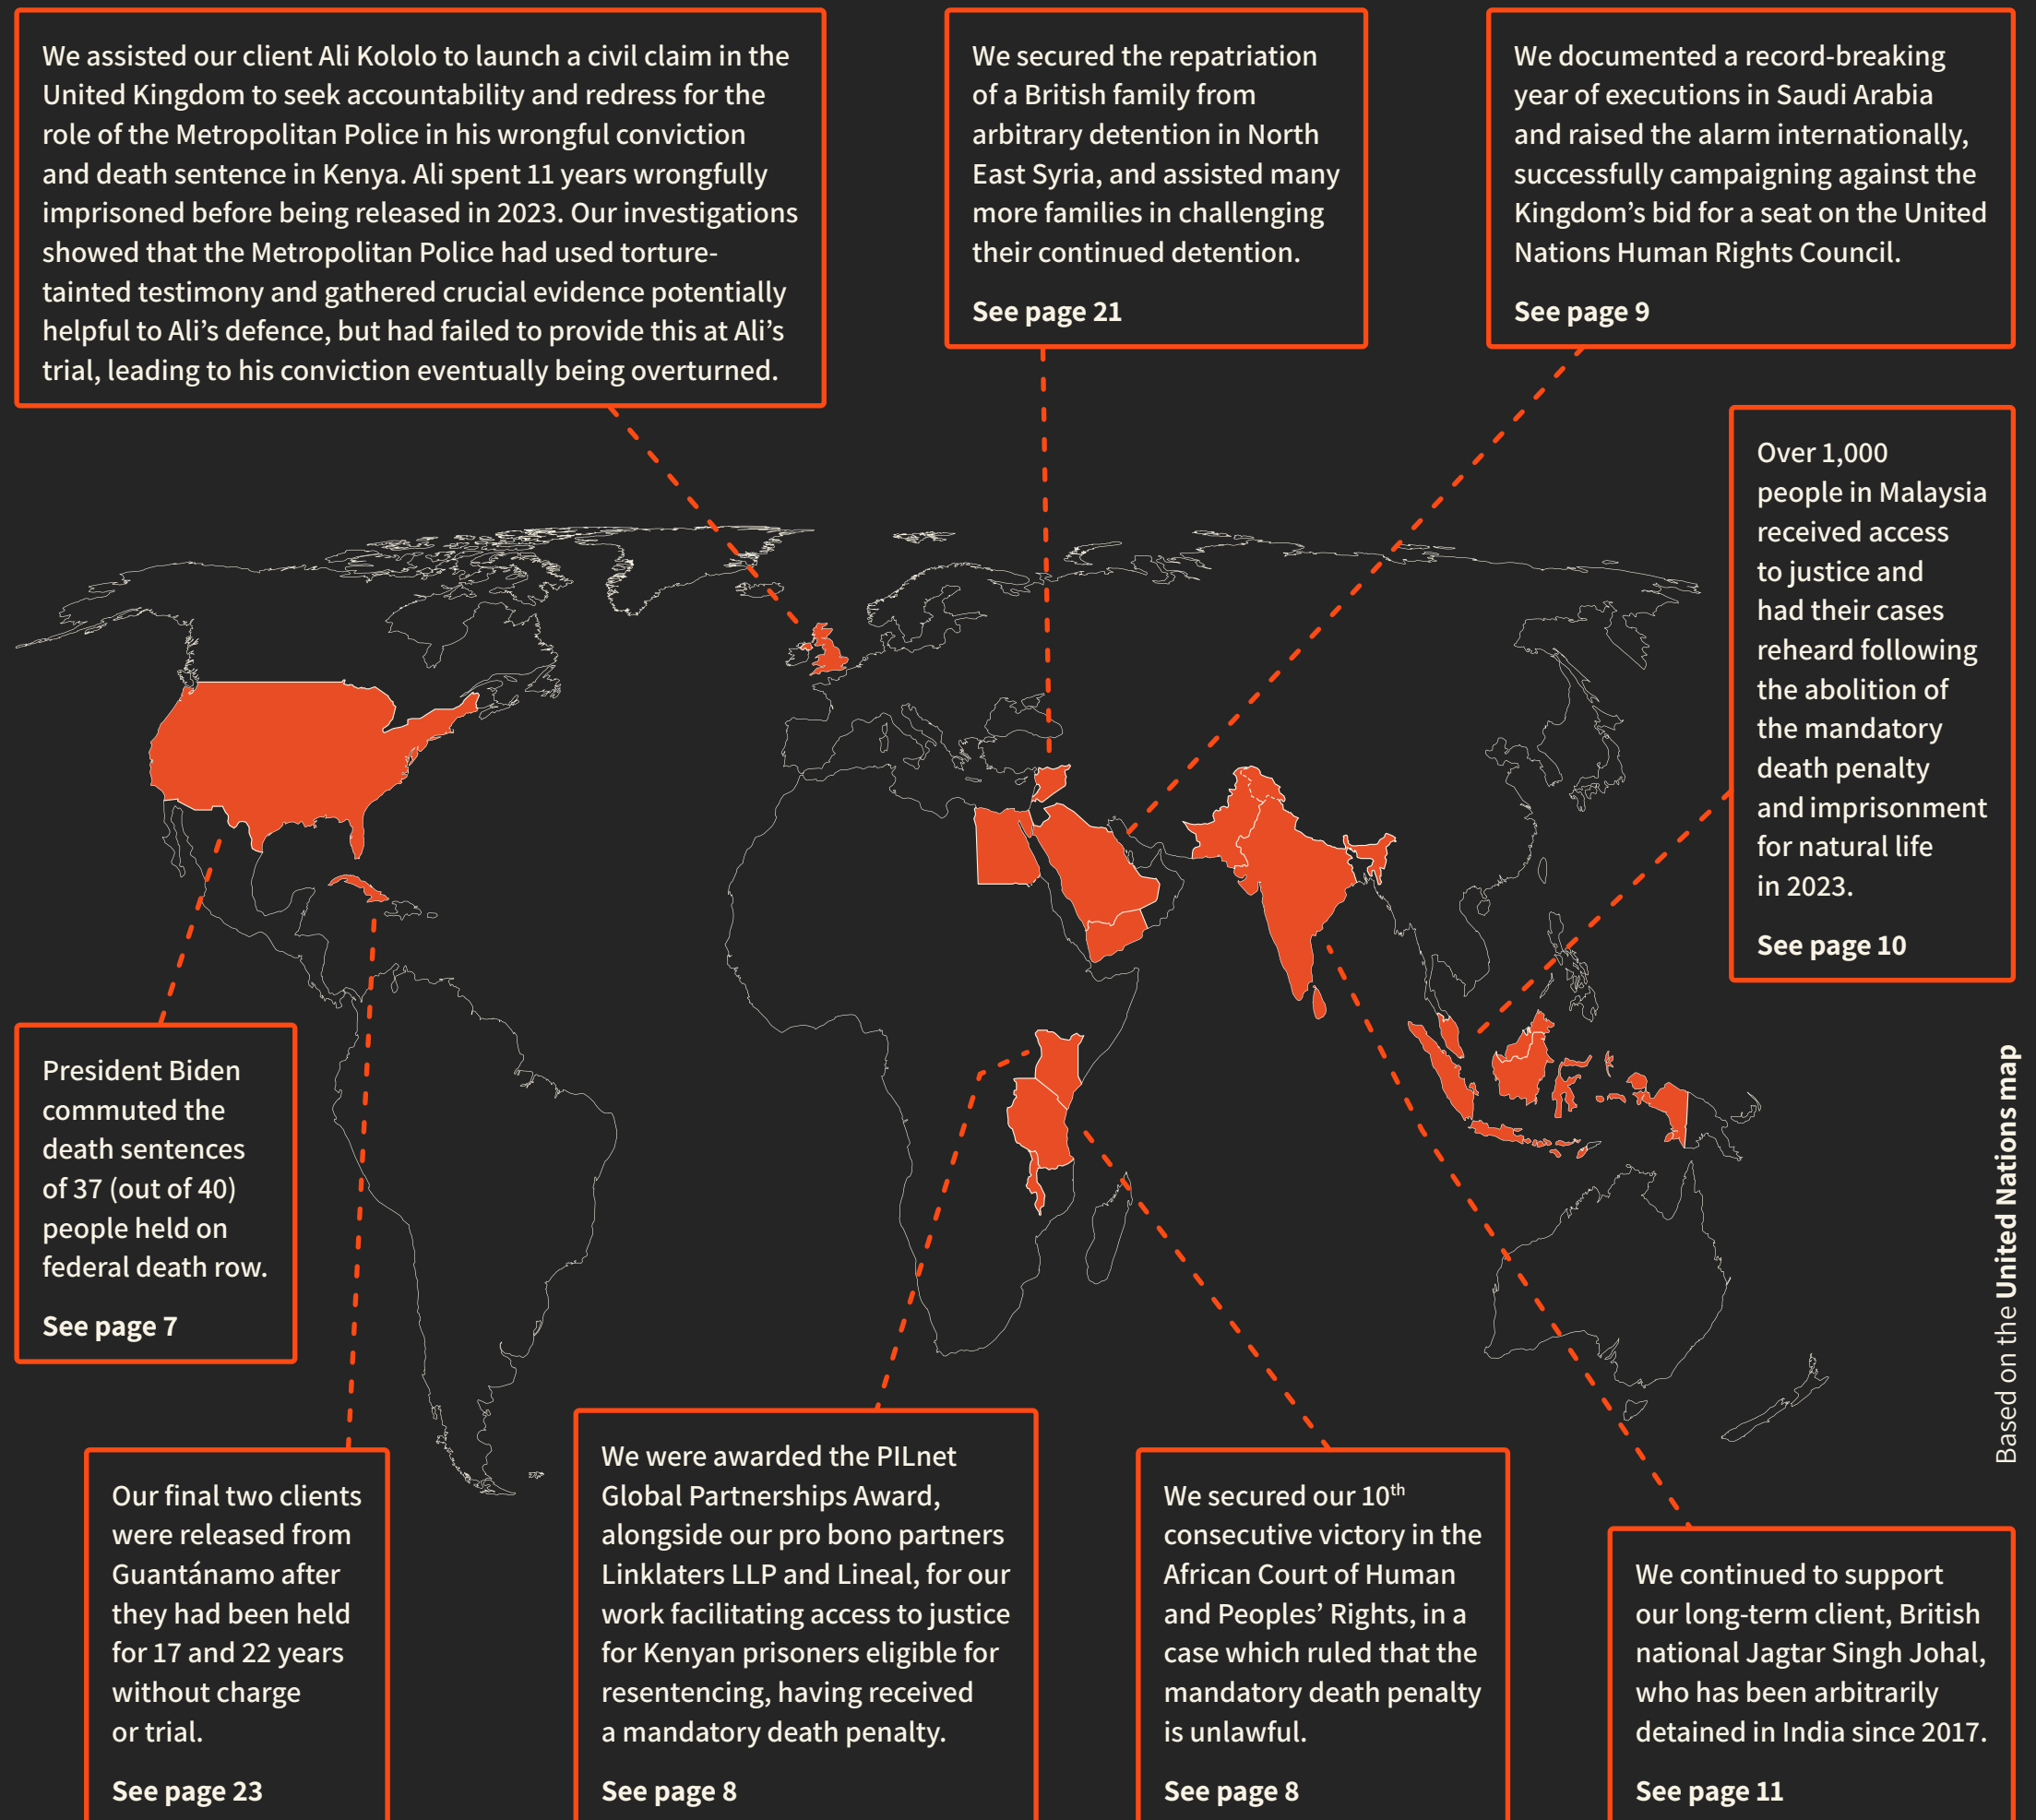 We assisted our client Ali Kololo to launch a civil claim in the
United Kingdom to seek accountability and redress for the
role of the Metropolitan Police in his wrongful conviction
and death sentence in Kenya. Ali spent 11 years wrongfully
imprisoned before being released in 2023. Our investigations
showed that the Metropolitan Police had used torture-
tainted testimony and gathered crucial evidence potentially
helpful to Ali’s defence, but had failed to provide this at Ali’s
trial, leading to his conviction eventually being overturned.
We secured the repatriation
of a British family from
arbitrary detention in North
East Syria, and assisted many
more families in challenging
their continued detention.
See page 21
We documented a record-breaking
year of executions in Saudi Arabia
and raised the alarm internationally,
successfully campaigning against the
Kingdom’s bid for a seat on the United
Nations Human Rights Council.
See page 9
Over 1,000
people in Malaysia
received access
to justice and
had their cases
reheard following
the abolition of
the mandatory
death penalty
and imprisonment
for natural life
in 2023.
See page 10
President Biden
commuted the
death sentences
of 37 (out of 40)
people held on
federal death row.
See page 7
Based on the United Nations map
Our final two clients
were released from
Guantánamo after
they had been held
for 17 and 22 years
without charge
or trial.
See page 23
We were awarded the PILnet
Global Partnerships Award,
alongside our pro bono partners
Linklaters LLP and Lineal, for our
work facilitating access to justice
for Kenyan prisoners eligible for
resentencing, having received
a mandatory death penalty.
See page 8
We secured our 10th
consecutive victory in the
African Court of Human
and Peoples’ Rights, in a
case which ruled that the
mandatory death penalty
is unlawful.
See page 8
We continued to support
our long-term client, British
national Jagtar Singh Johal,
who has been arbitrarily
detained in India since 2017.
See page 11